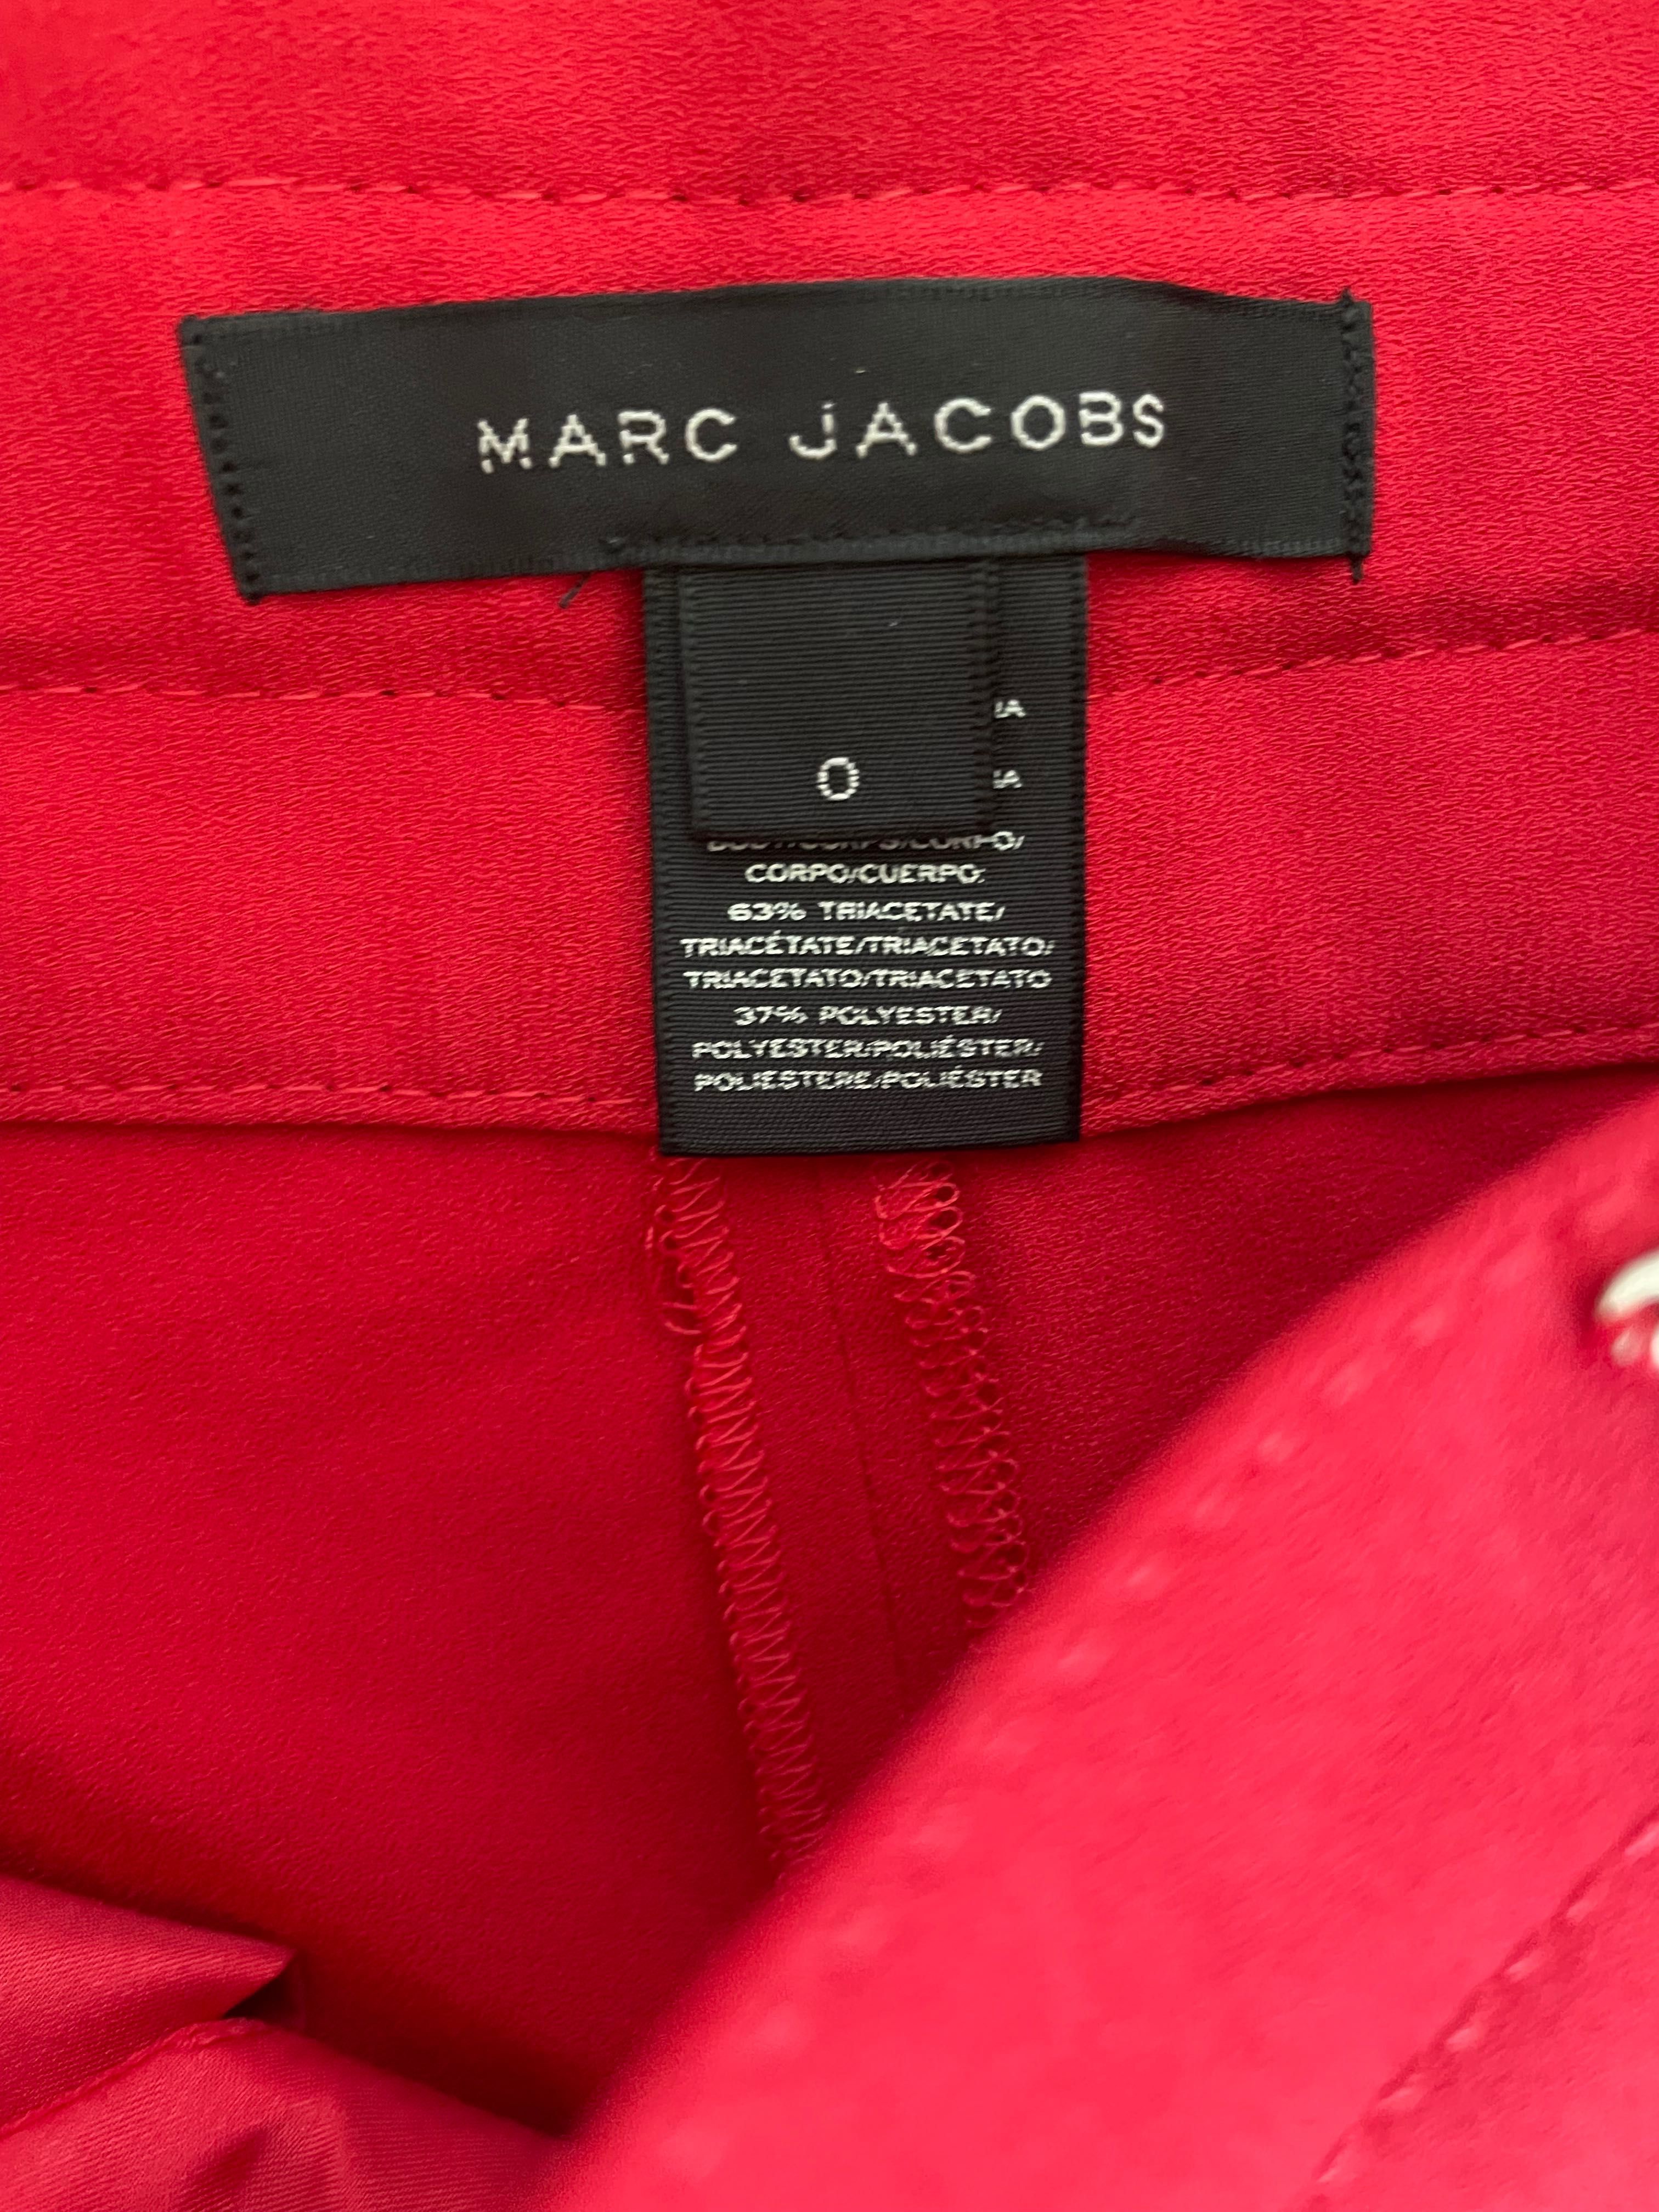 MARC JACOBS
0
CORPO/CUERPO:
63% TRIACETATE/
TRIACÉTATE/TRIACETATO/
TRIACETATO/TRIACETATO
37% POLYESTER/
POLYESTER/POLIÉSTER/
POLIESTERE/POLIÉSTER